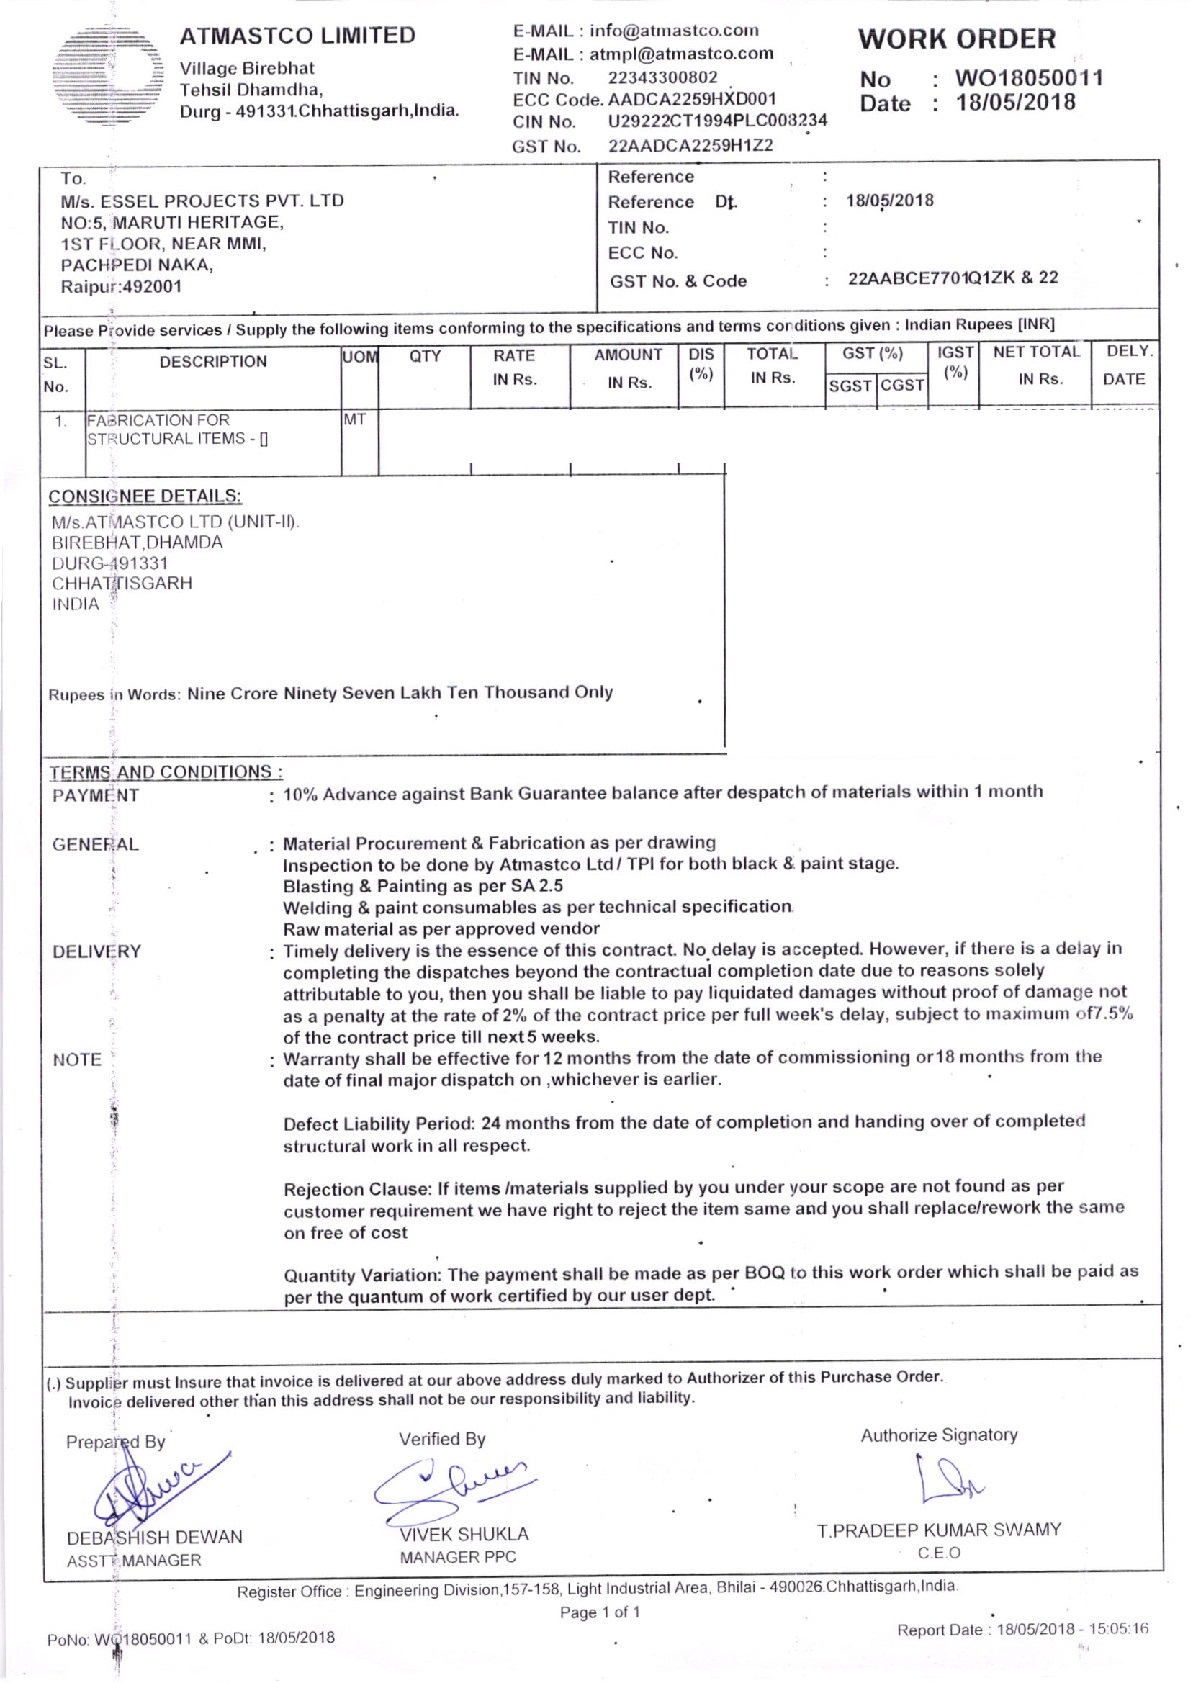 ATMASTCO LIMITED
Village Birebhat
Tehsil Dhamdha,
Durg - 491331.Chhattisgarh,India.
E-MAIL : info@atmastco.com
E-MAIL : atmpl@atmastco.com
TIN No. 22343300802
ECC Code. AADCA2259HXD001
CIN No. U29222CT1994PLC008234
GST No. 22AADCA2259H1Z2
WORK ORDER
No : WO18050011
Date : 18/05/2018
To.
M/s. ESSEL PROJECTS PVT. LTD
NO:5, MARUTI HERITAGE,
1ST FLOOR, NEAR MMI,
PACHPEDI NAKA,
Raipur:492001
Reference :
Reference Dt. : 18/05/2018
TIN No. :
ECC No. :
GST No. & Code : 22AABCE7701Q1ZK & 22
Please Provide services / Supply the following items conforming to the specifications and terms conditions given : Indian Rupees [INR]
SL. No. DESCRIPTION UOM QTY RATE IN Rs. AMOUNT IN Rs. DIS (%) TOTAL IN Rs. GST (%) SGST CGST IGST (%) NET TOTAL IN Rs. DELY. DATE
1. FABRICATION FOR MT
STRUCTURAL ITEMS - []
CONSIGNEE DETAILS:
M/s.ATMASTCO LTD (UNIT-II).
BIREBHAT,DHAMDA
DURG-491331
CHHATTISGARH
INDIA
Rupees in Words: Nine Crore Ninety Seven Lakh Ten Thousand Only
TERMS AND CONDITIONS :
PAYMENT : 10% Advance against Bank Guarantee balance after despatch of materials within 1 month
GENERAL : Material Procurement & Fabrication as per drawing
Inspection to be done by Atmastco Ltd / TPI for both black & paint stage.
Blasting & Painting as per SA 2.5
Welding & paint consumables as per technical specification
Raw material as per approved vendor
DELIVERY : Timely delivery is the essence of this contract. No delay is accepted. However, if there is a delay in
completing the dispatches beyond the contractual completion date due to reasons solely
attributable to you, then you shall be liable to pay liquidated damages without proof of damage not
as a penalty at the rate of 2% of the contract price per full week's delay, subject to maximum of7.5%
of the contract price till next 5 weeks.
NOTE : Warranty shall be effective for 12 months from the date of commissioning or 18 months from the
date of final major dispatch on ,whichever is earlier.
Defect Liability Period: 24 months from the date of completion and handing over of completed
structural work in all respect.
Rejection Clause: If items /materials supplied by you under your scope are not found as per
customer requirement we have right to reject the item same and you shall replace/rework the same
on free of cost
Quantity Variation: The payment shall be made as per BOQ to this work order which shall be paid as
per the quantum of work certified by our user dept.
(.) Supplier must Insure that invoice is delivered at our above address duly marked to Authorizer of this Purchase Order.
Invoice delivered other than this address shall not be our responsibility and liability.
Prepared By Verified By Authorize Signatory
DEBASHISH DEWAN VIVEK SHUKLA T.PRADEEP KUMAR SWAMY
ASSTT.MANAGER MANAGER PPC C.E.O
Register Office : Engineering Division,157-158, Light Industrial Area, Bhilai - 490026.Chhattisgarh,India.
Page 1 of 1
PoNo: WO18050011 & PoDt: 18/05/2018
Report Date : 18/05/2018 - 15:05:16